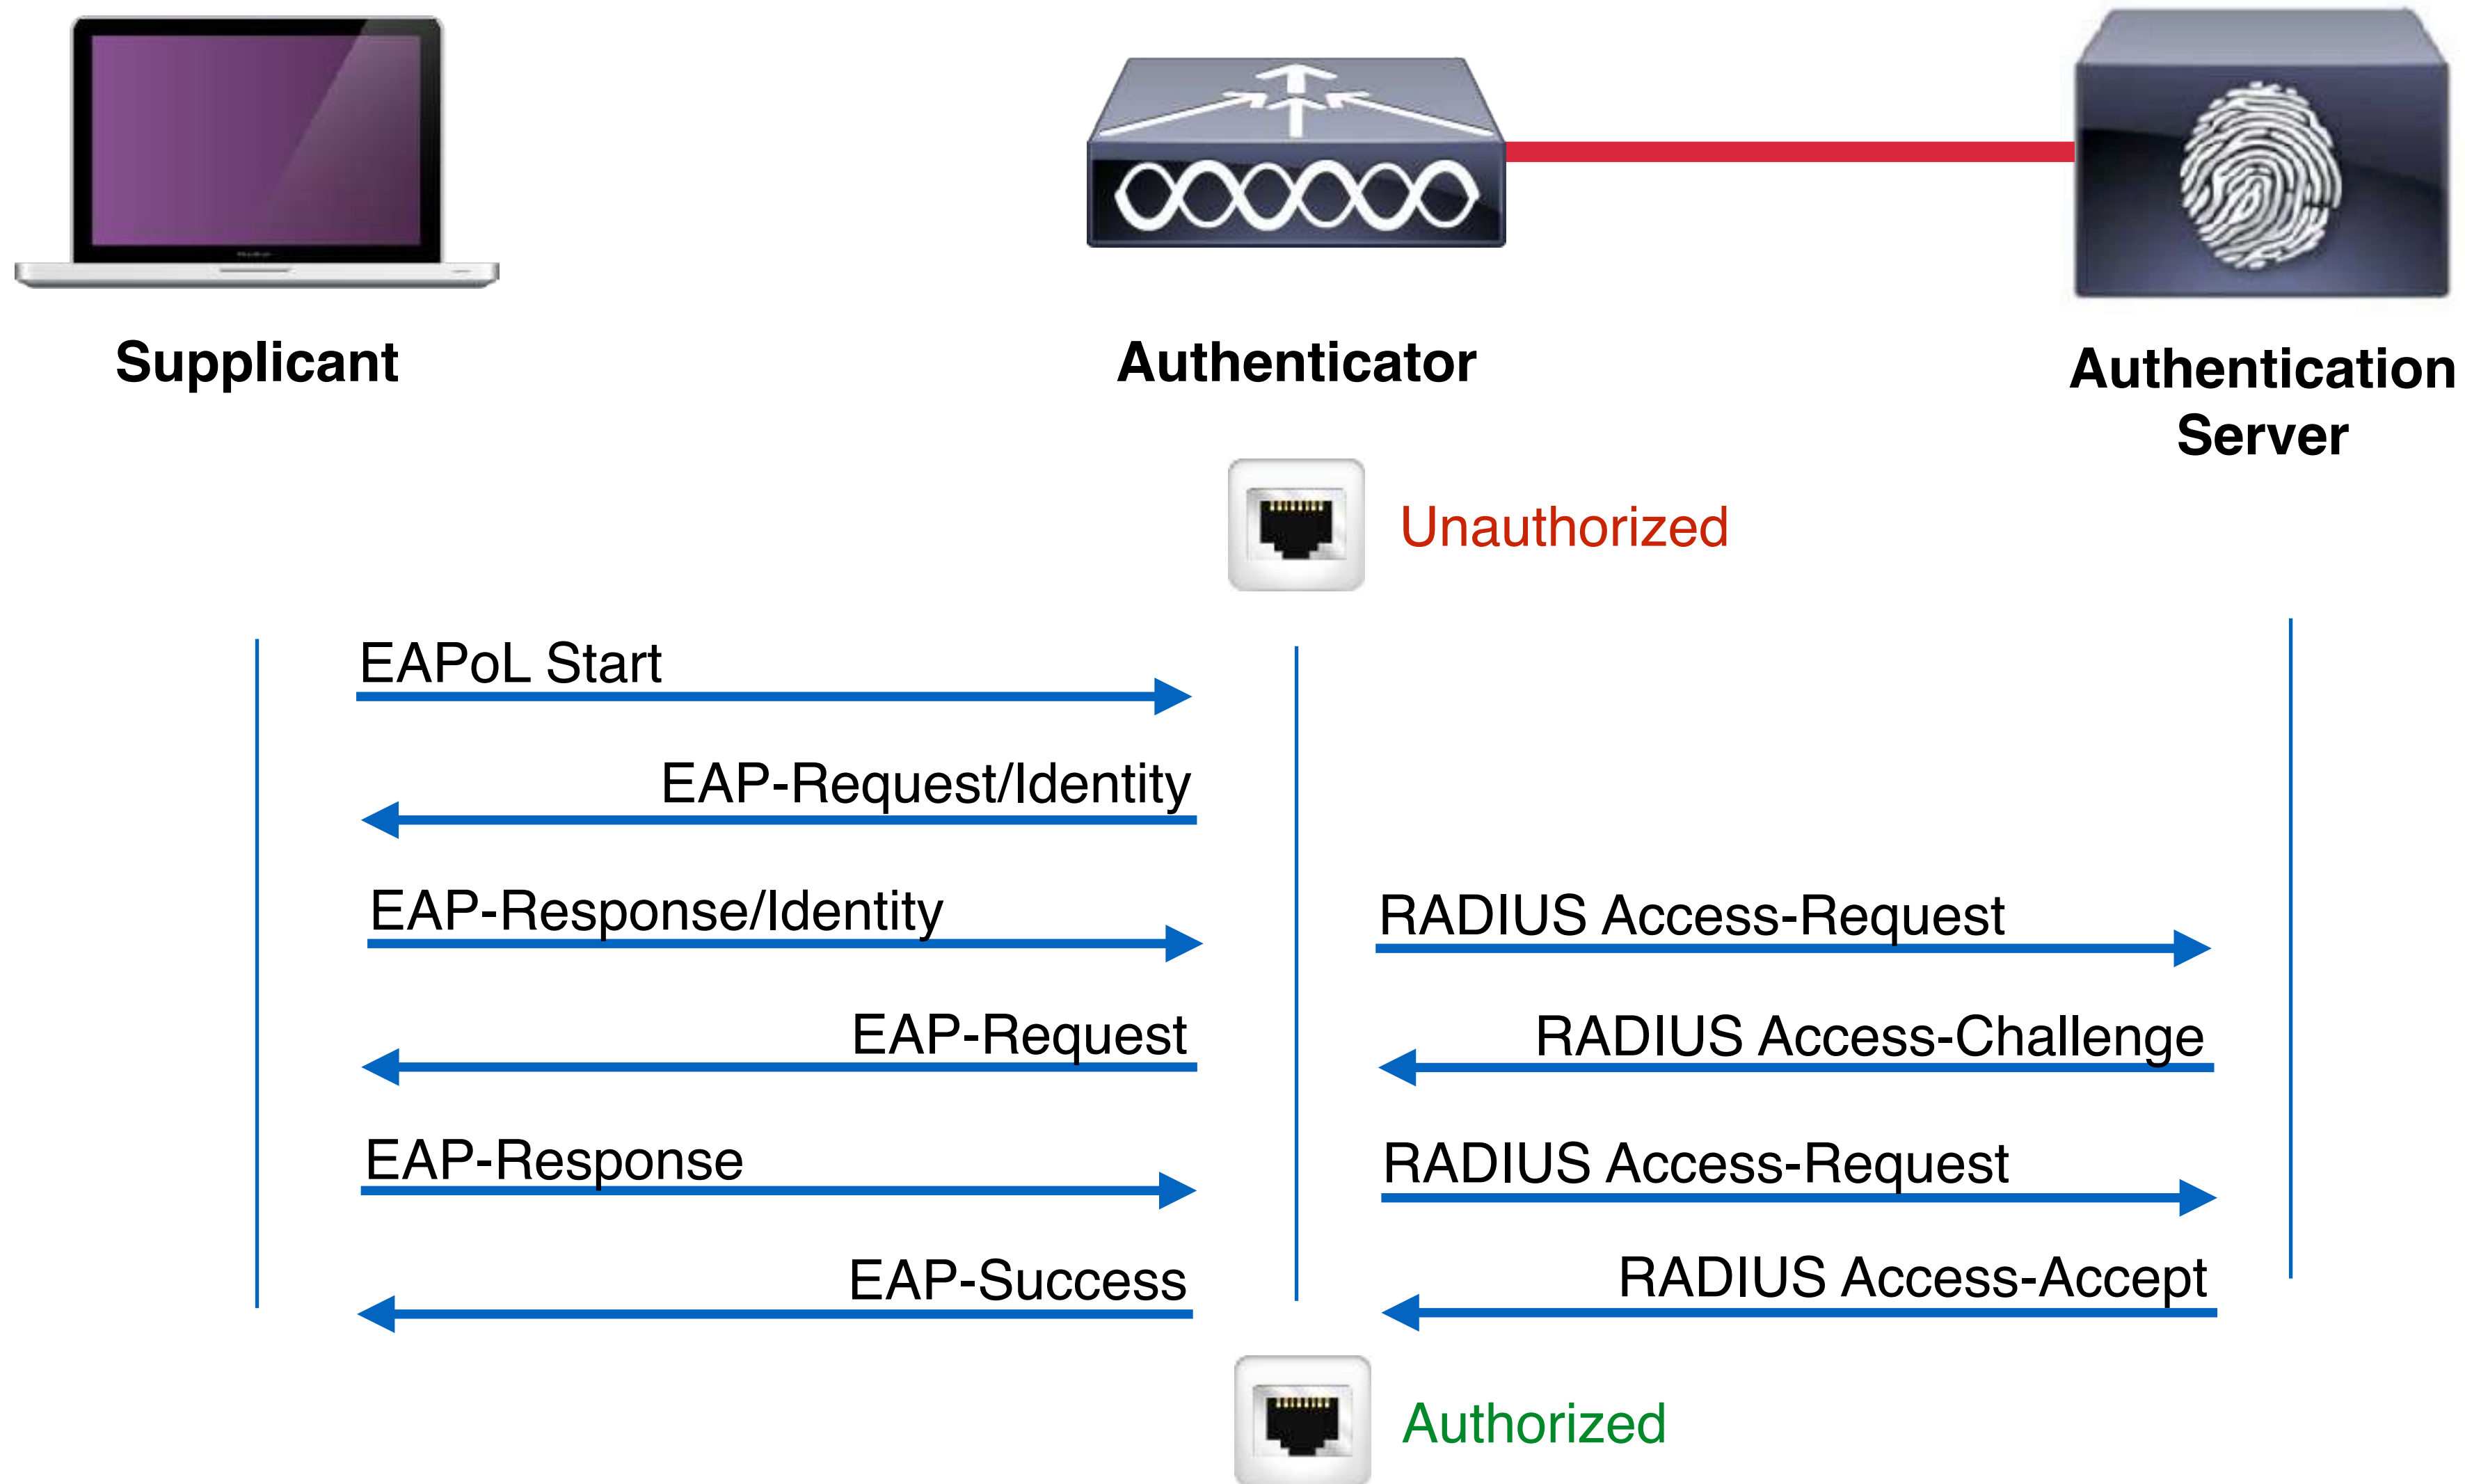 Supplicant
Authenticator
Authentication
Server
Unauthorized
EAPoL Start
EAP-Request/Identity
EAP-Response/Identity
RADIUS Access-Request
EAP-Request
RADIUS Access-Challenge
EAP-Response
RADIUS Access-Request
EAP-Success
RADIUS Access-Accept
Authorized